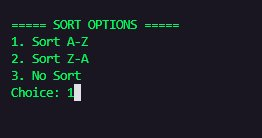 ===== SORT OPTIONS =====
1. Sort A-Z
2. Sort Z-A
3. No Sort
Choice: 1